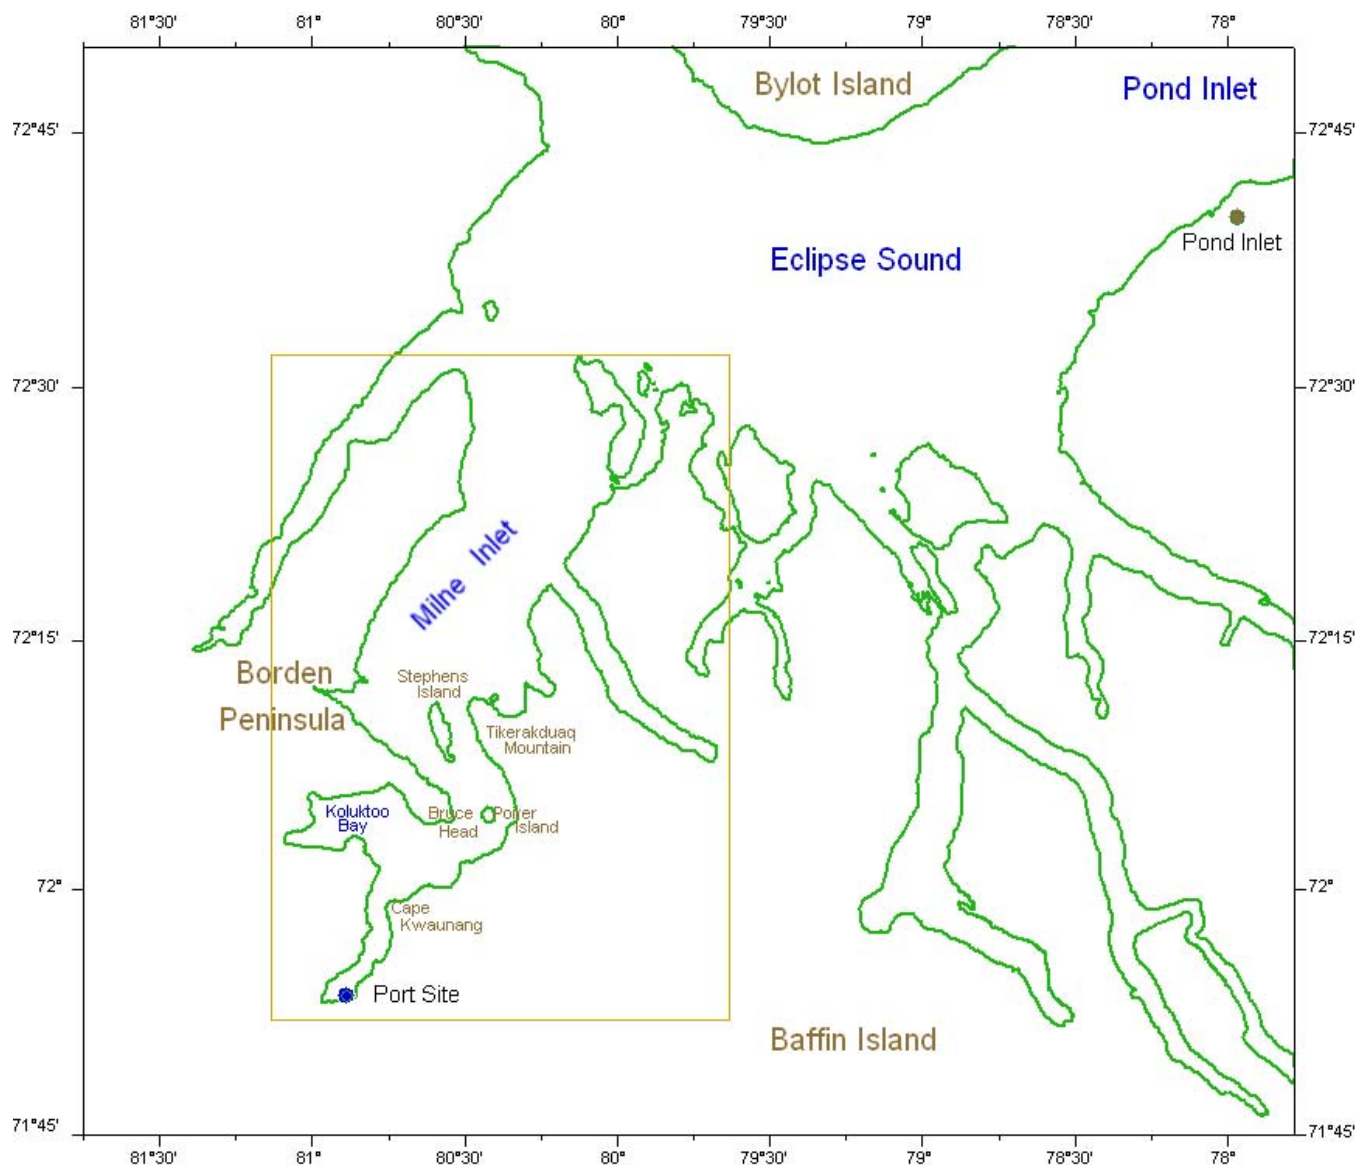 81°30'
81°
80°30'
80°
79°30'
79°
78°30'
78°
Bylot Island
Pond Inlet
72°45'
72°45'
Pond Inlet
Eclipse Sound
72°30'
72°30'
Milne Inlet
72°15'
72°15'
Borden
Peninsula
Stephens
Island
Tikerakduaq
Mountain
Koluktoo
Bay
Bruce
Head
Poirier
Island
72°
72°
Cape
Kwaunang
Port Site
Baffin Island
71°45'
71°45'
81°30'
81°
80°30'
80°
79°30'
79°
78°30'
78°